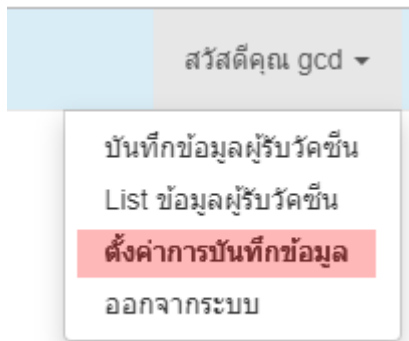 สวัสดีคุณ gcd
บันทึกข้อมูลผู้รับวัคซีน
List ข้อมูลผู้รับวัคซีน
ตั้งค่าการบันทึกข้อมูล
ออกจากระบบ